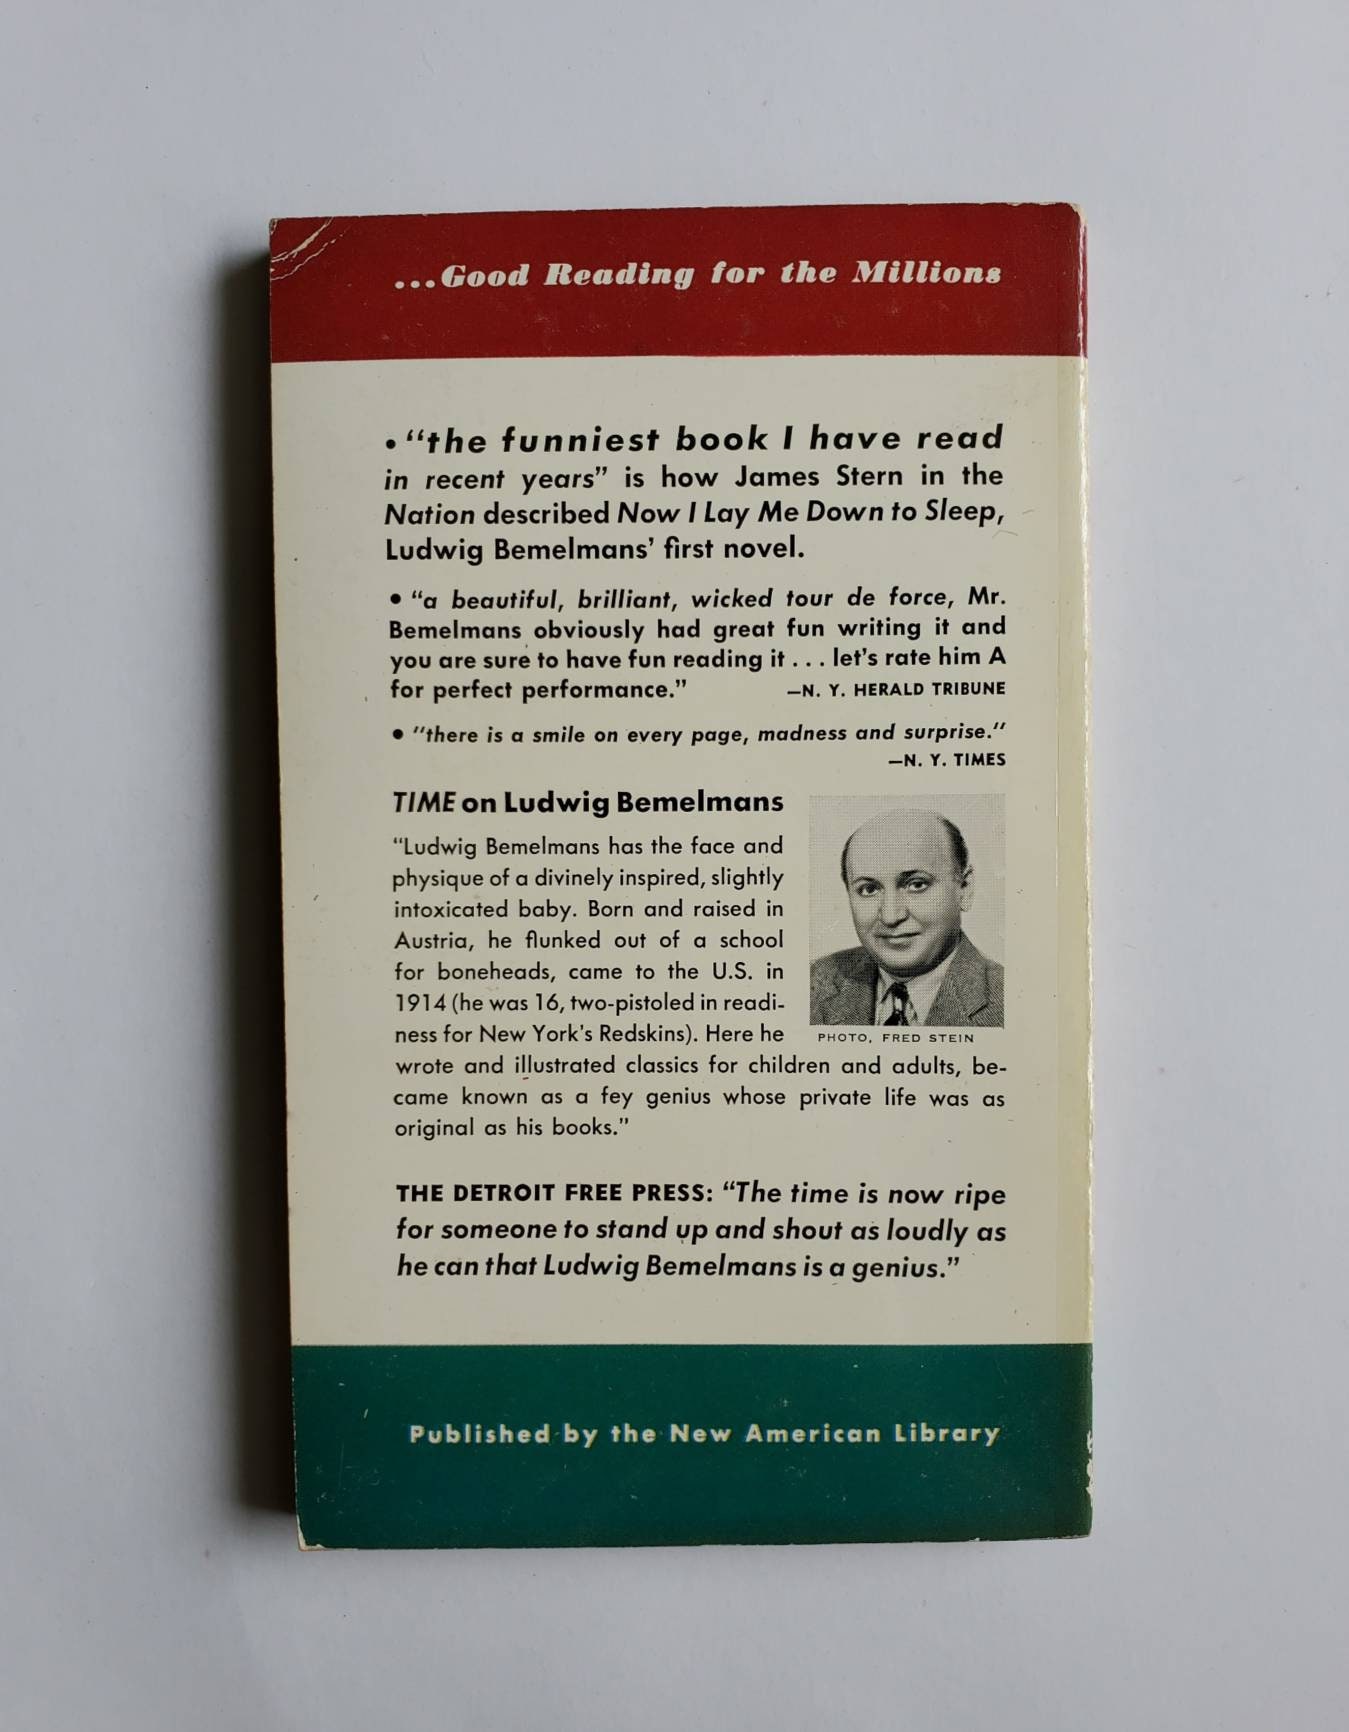 ...Good Reading for the Millions
• "the funniest book I have read
in recent years" is how James Stern in the
Nation described Now I Lay Me Down to Sleep,
Ludwig Bemelmans' first novel.
• "a beautiful, brilliant, wicked tour de force, Mr.
Bemelmans obviously had great fun writing it and
you are sure to have fun reading it . . . let's rate him A
for perfect performance." —N. Y. HERALD TRIBUNE
• "there is a smile on every page, madness and surprise."
—N. Y. TIMES
TIME on Ludwig Bemelmans
"Ludwig Bemelmans has the face and
physique of a divinely inspired, slightly
intoxicated baby. Born and raised in
Austria, he flunked out of a school
for boneheads, came to the U.S. in
1914 (he was 16, two-pistoled in readi-
ness for New York's Redskins). Here he
wrote and illustrated classics for children and adults, be-
came known as a fey genius whose private life was as
original as his books."
PHOTO, FRED STEIN
THE DETROIT FREE PRESS: "The time is now ripe
for someone to stand up and shout as loudly as
he can that Ludwig Bemelmans is a genius."
Published by the New American Library